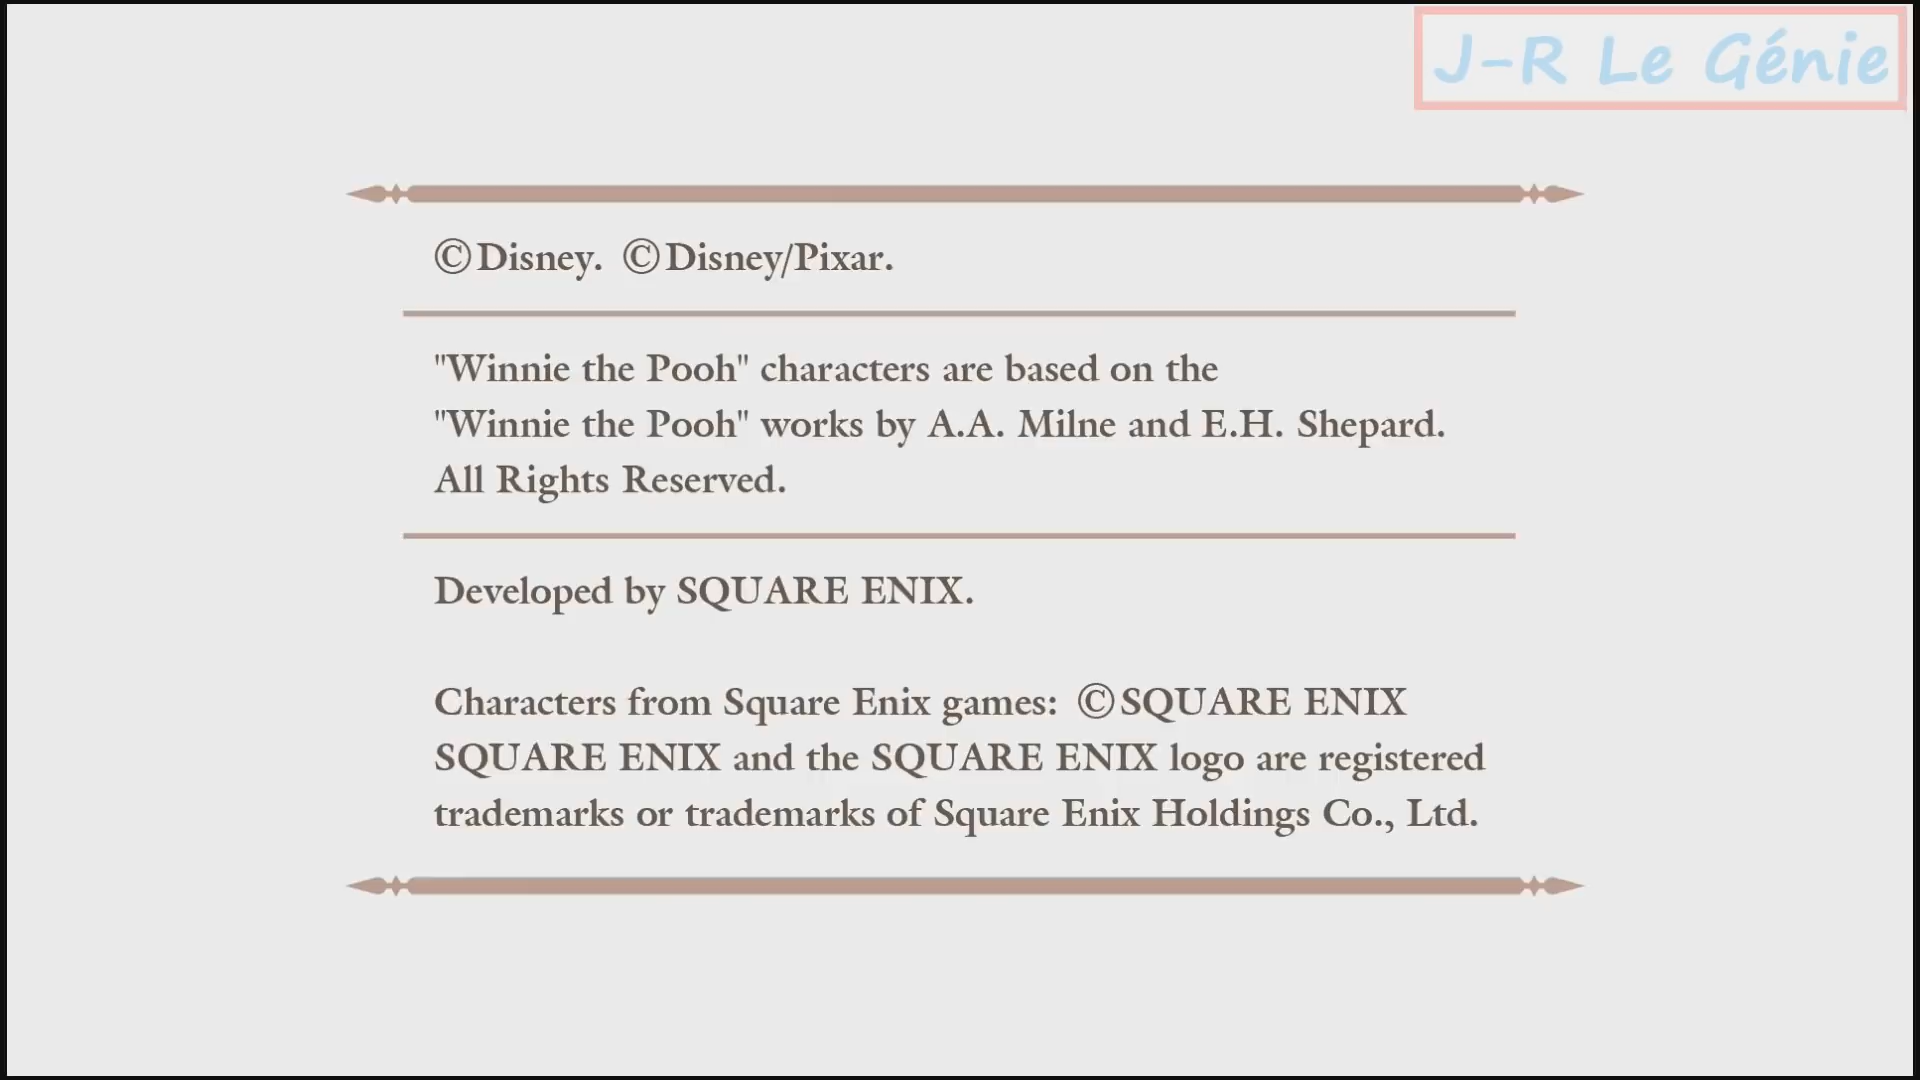 J-R Le Génie
©Disney. ©Disney/Pixar.
"Winnie the Pooh" characters are based on the
"Winnie the Pooh" works by A.A. Milne and E.H. Shepard.
All Rights Reserved.
Developed by SQUARE ENIX.
Characters from Square Enix games: ©SQUARE ENIX
SQUARE ENIX and the SQUARE ENIX logo are registered
trademarks or trademarks of Square Enix Holdings Co., Ltd.